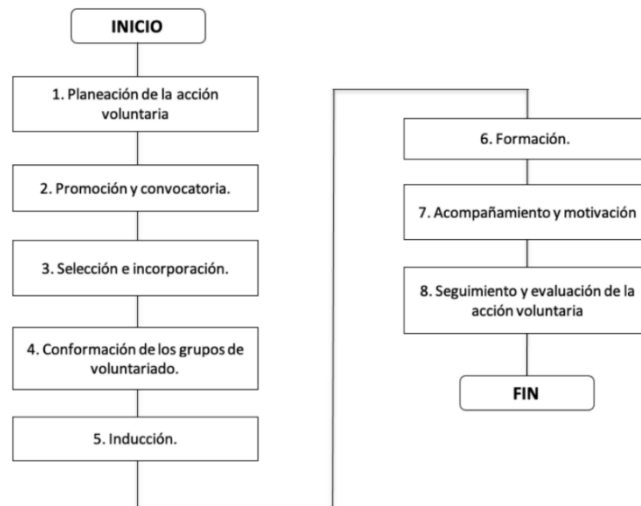 INICIO
1. Planeación de la acción
voluntaria
2. Promoción y convocatoria.
3. Selección e incorporación.
4. Conformación de los grupos de
voluntariado.
5. Inducción.
6. Formación.
7. Acompañamiento y motivación
8. Seguimiento y evaluación de la
acción voluntaria
FIN